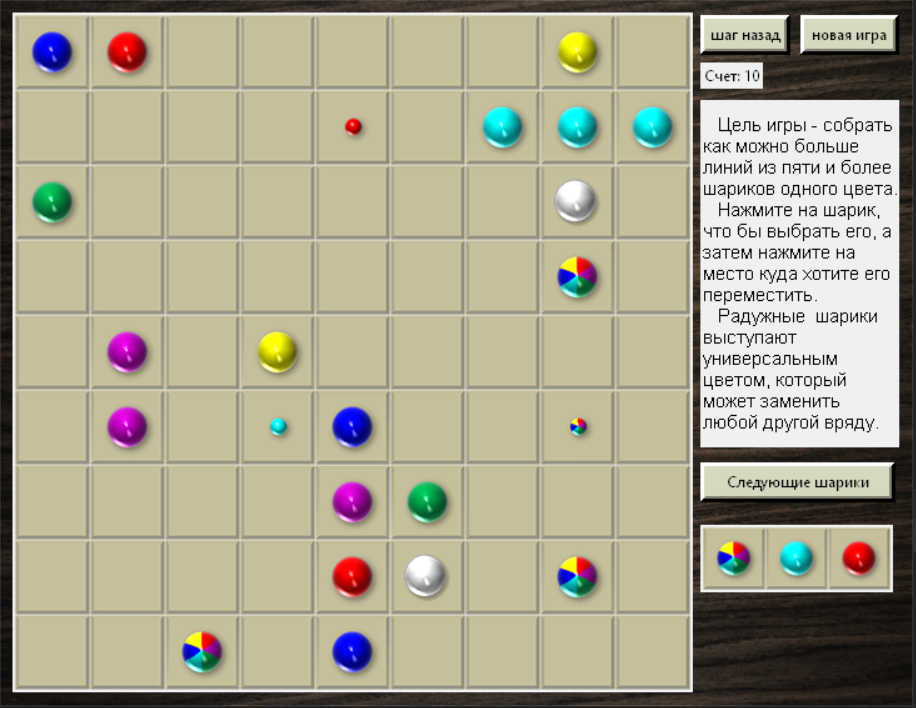 шаг назад
новая игра
Счет: 10
Цель игры - собрать
как можно больше
линий из пяти и более
шариков одного цвета.
Нажмите на шарик,
что бы выбрать его, а
затем нажмите на
место куда хотите его
переместить.
Радужные шарики
выступают
универсальным
цветом, который
может заменить
любой другой вряду.
Следующие шарики